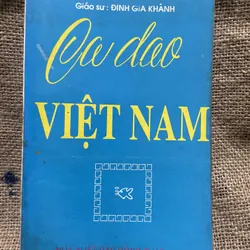 Giáo sư : ĐINH GIA KHÁNH
Ca dao
VIỆT NAM